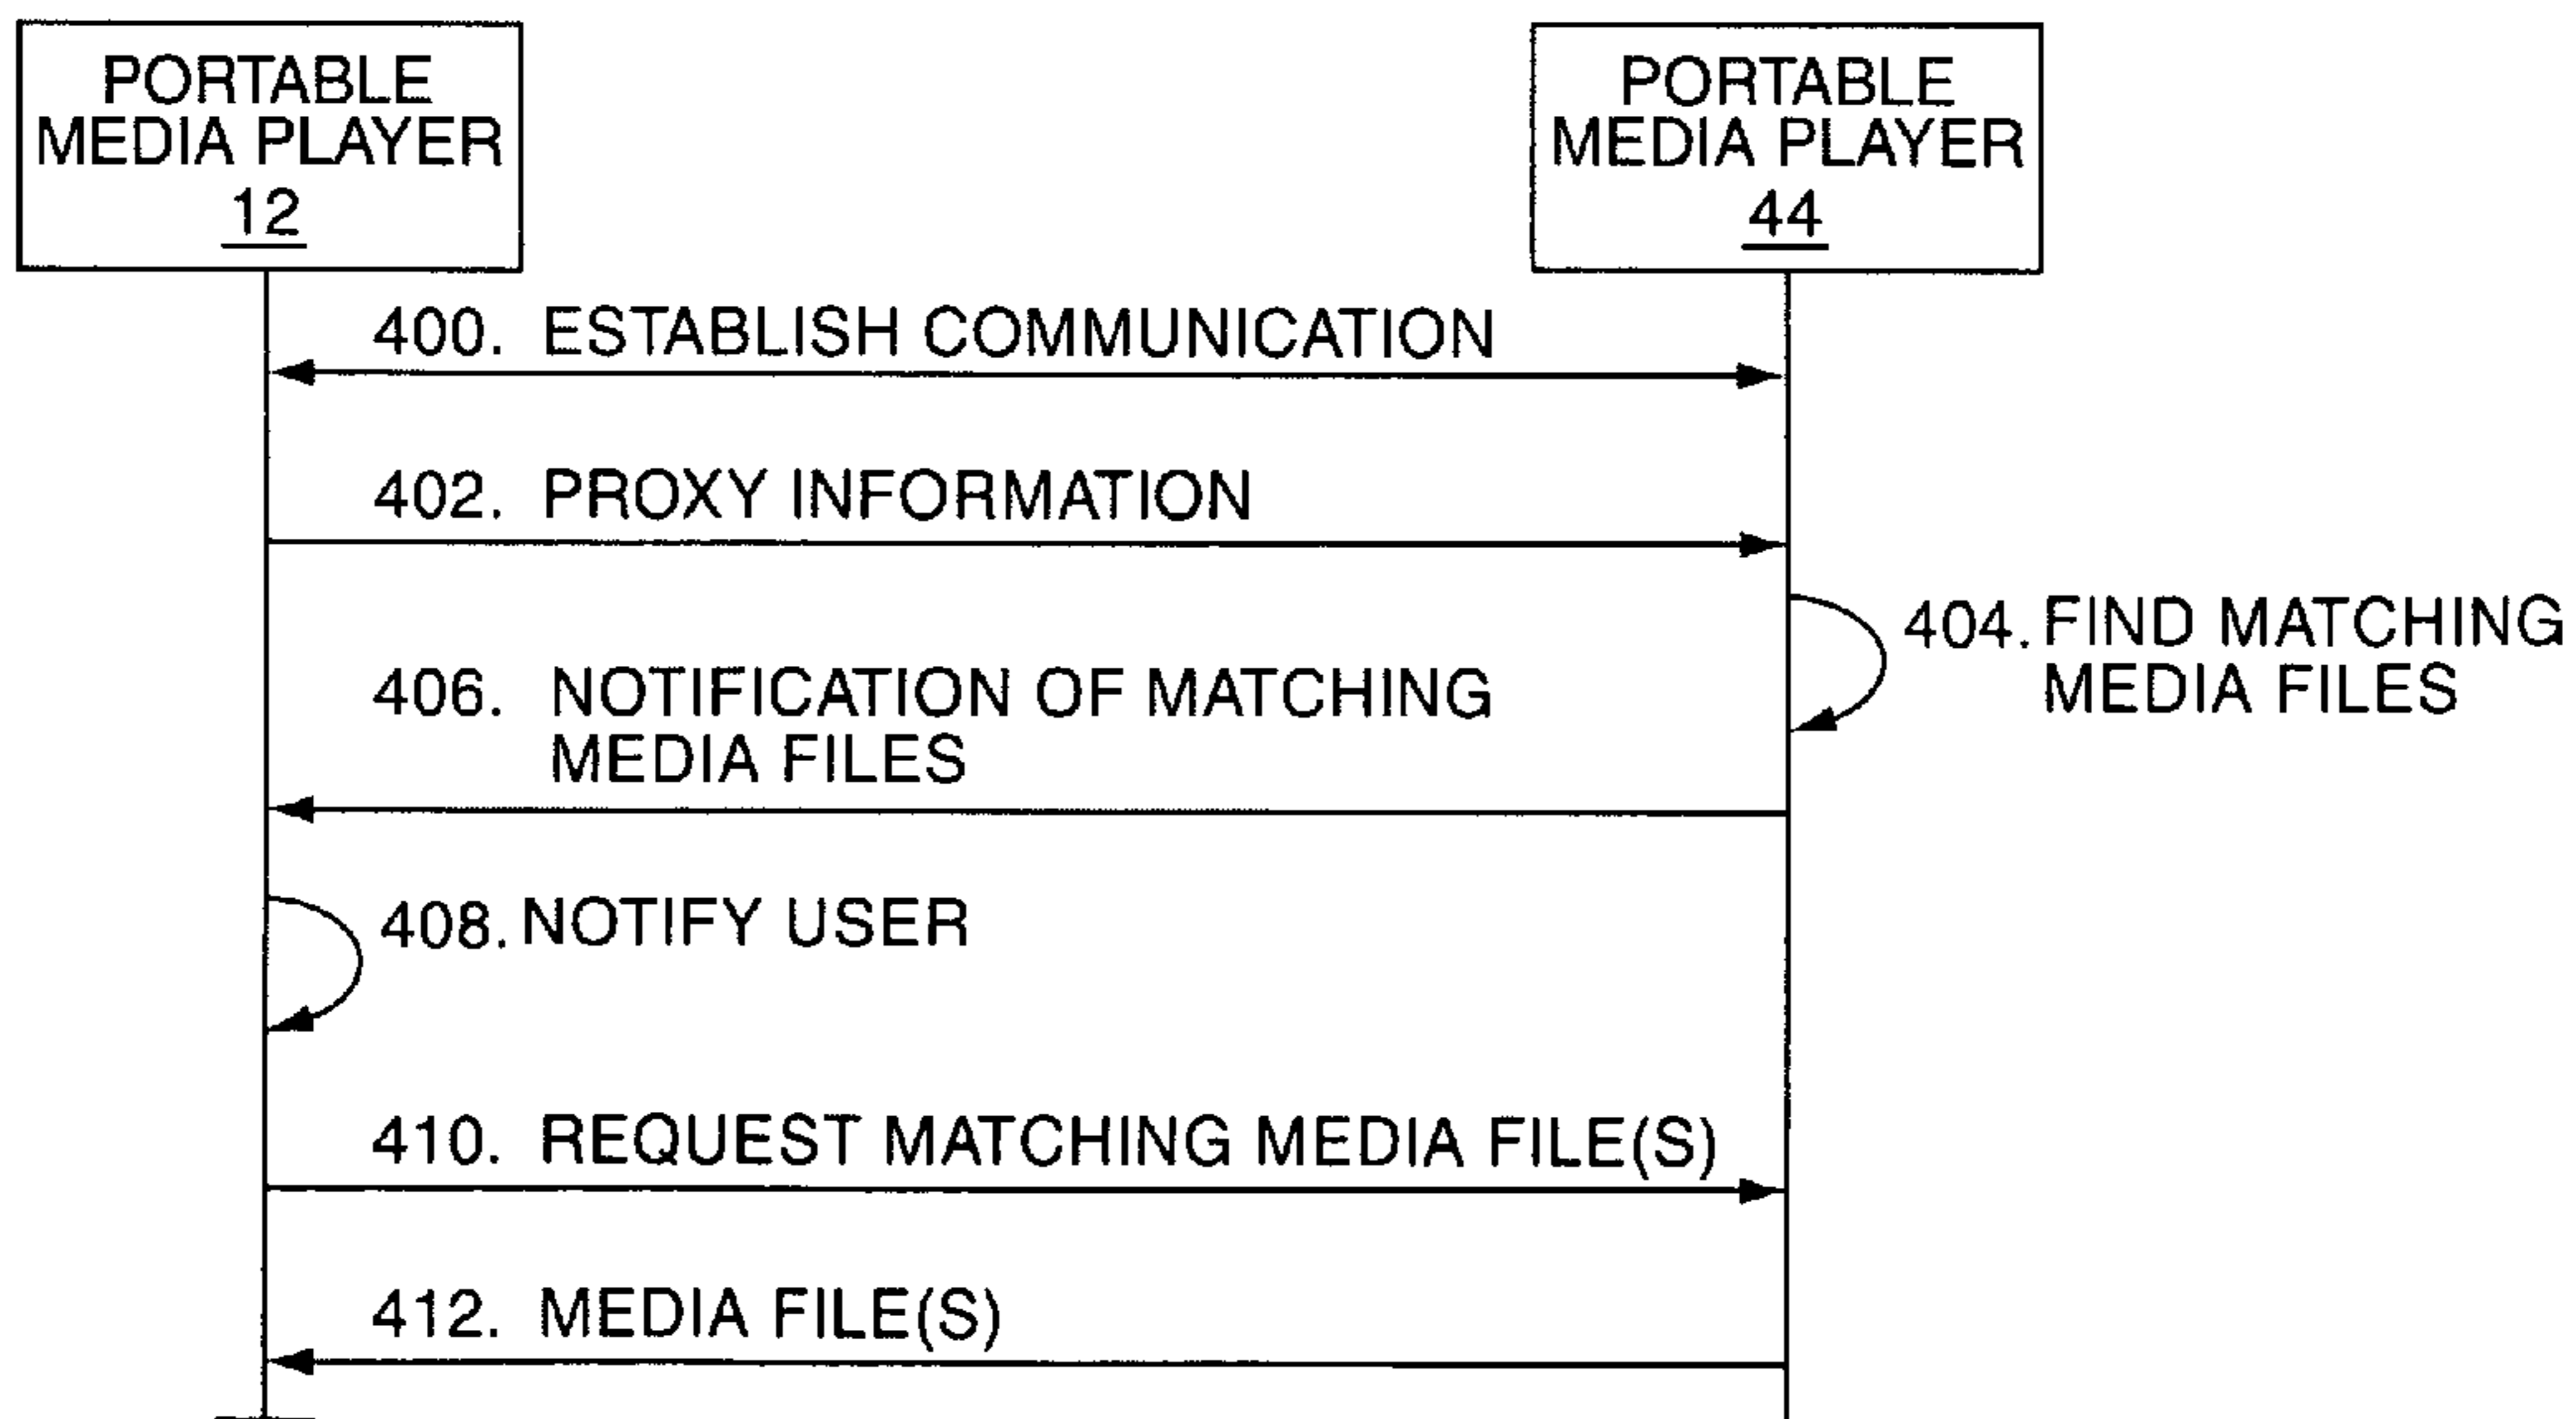 PORTABLE
MEDIA PLAYER
12
PORTABLE
MEDIA PLAYER
44
400. ESTABLISH COMMUNICATION
402. PROXY INFORMATION
404. FIND MATCHING
MEDIA FILES
406. NOTIFICATION OF MATCHING
MEDIA FILES
408. NOTIFY USER
410. REQUEST MATCHING MEDIA FILE(S)
412. MEDIA FILE(S)